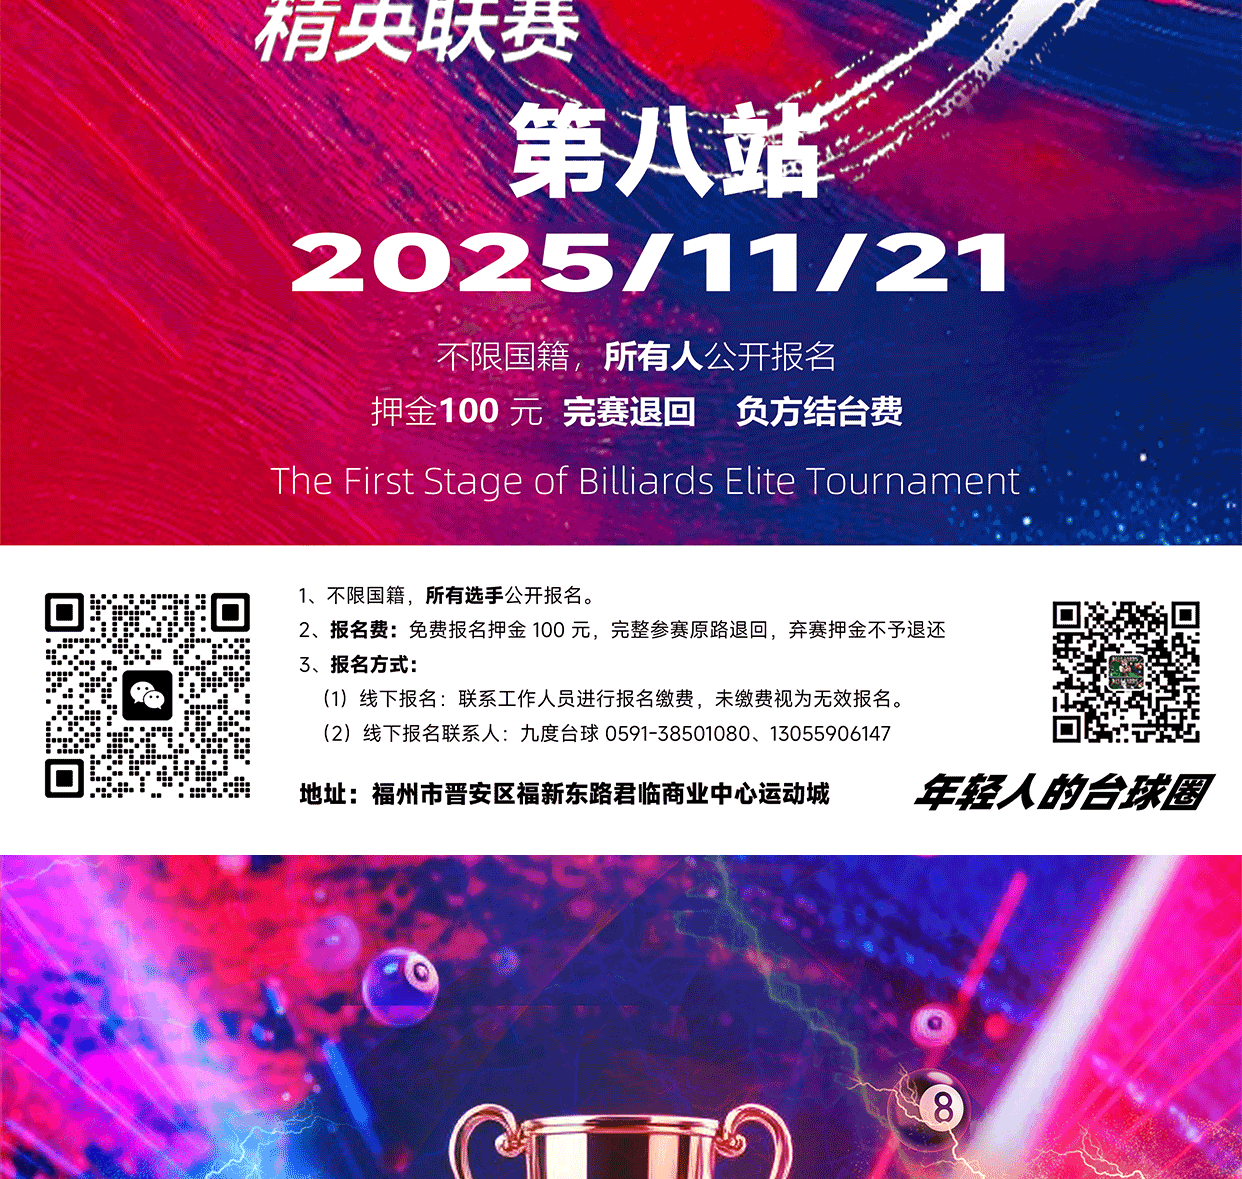 精英联赛
第八站
2025/11/21
不限国籍，所有人公开报名
押金100 元 完赛退回 负方结台费
The First Stage of Billiards Elite Tournament
1、不限国籍，所有选手公开报名。
2、报名费：免费报名押金 100 元，完整参赛原路退回，弃赛押金不予退还
3、报名方式：
（1）线下报名：联系工作人员进行报名缴费，未缴费视为无效报名。
（2）线下报名联系人：九度台球 0591-38501080、13055906147
地址：福州市晋安区福新东路君临商业中心运动城
年轻人的台球圈
8